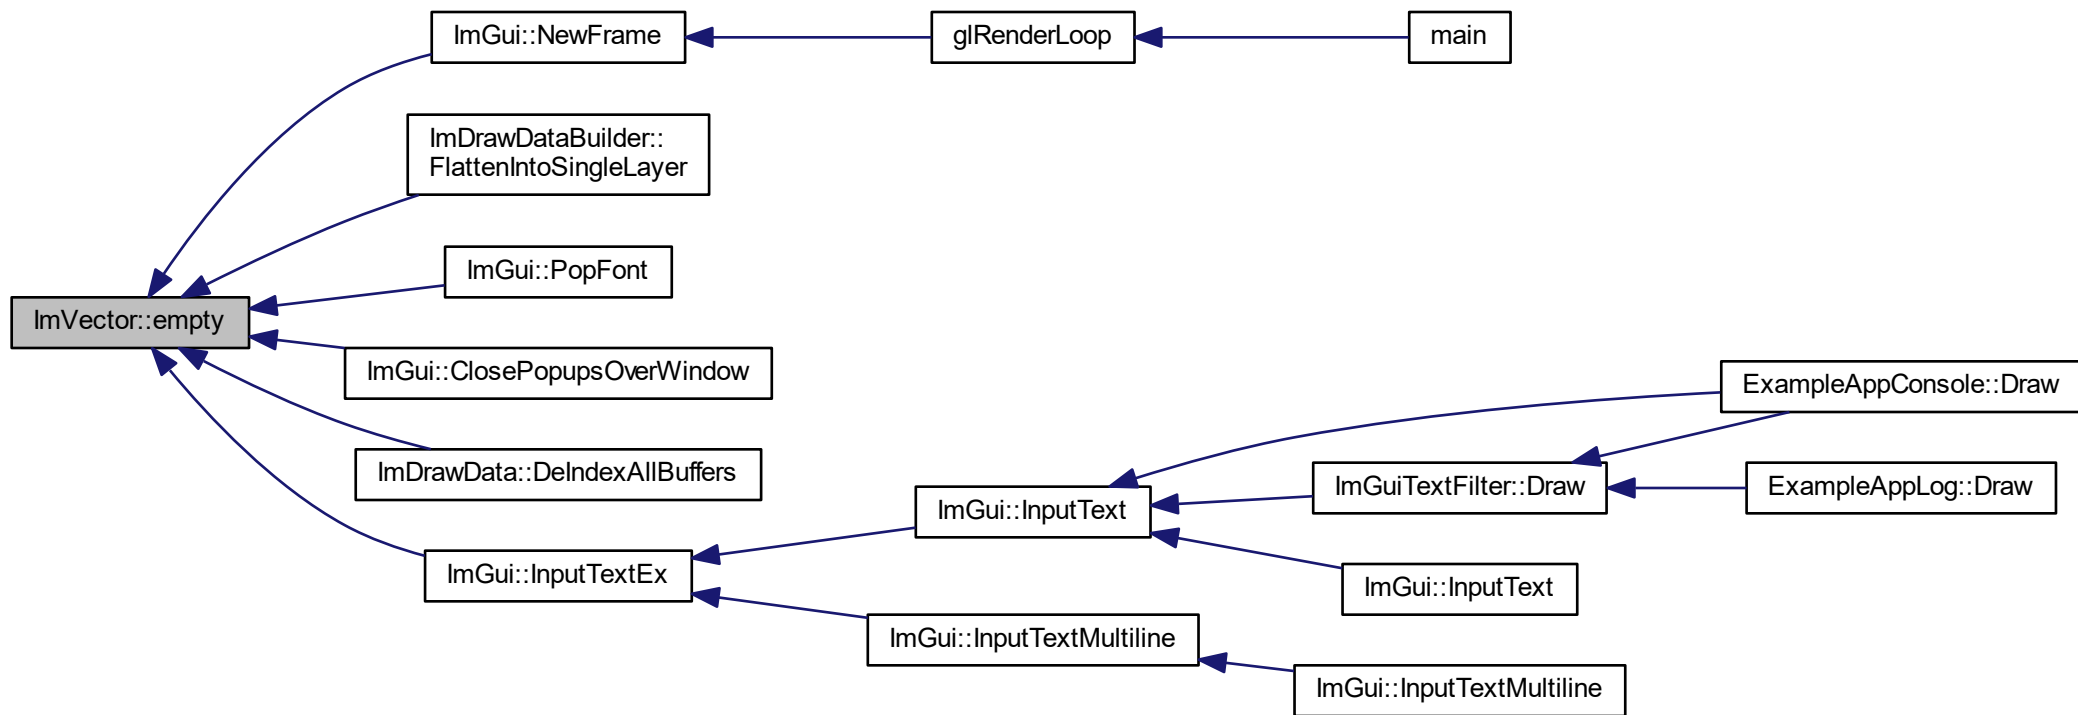 ImGui::NewFrame
glRenderLoop
main
ImDrawDataBuilder::
FlattenIntoSingleLayer
ImGui::PopFont
ImVector::empty
ImGui::ClosePopupsOverWindow
ExampleAppConsole::Draw
ImDrawData::DeIndexAllBuffers
ImGuiTextFilter::Draw
ExampleAppLog::Draw
ImGui::InputText
ImGui::InputTextEx
ImGui::InputText
ImGui::InputTextMultiline
ImGui::InputTextMultiline